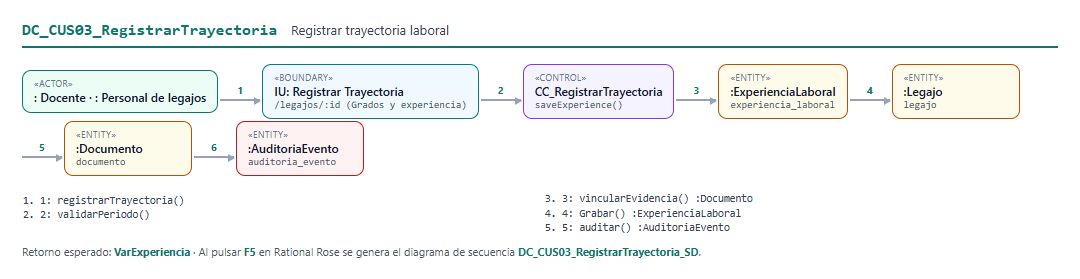 DC_CUS03_RegistrarTrayectoria Registrar trayectoria laboral
«ACTOR»
: Docente · : Personal de legajos
1
«BOUNDARY»
IU: Registrar Trayectoria
/legajos/:id (Grados y experiencia)
2
«CONTROL»
CC_RegistrarTrayectoria
saveExperience()
3
«ENTITY»
:ExperienciaLaboral
experiencia_laboral
4
«ENTITY»
:Legajo
legajo
5
«ENTITY»
:Documento
documento
6
«ENTITY»
:AuditoriaEvento
auditoria_evento
1. 1: registrarTrayectoria()
2. 2: validarPeriodo()
3. 3: vincularEvidencia() :Documento
4. 4: Grabar() :ExperienciaLaboral
5. 5: auditar() :AuditoriaEvento
Retorno esperado: VarExperiencia · Al pulsar F5 en Rational Rose se genera el diagrama de secuencia DC_CUS03_RegistrarTrayectoria_SD.